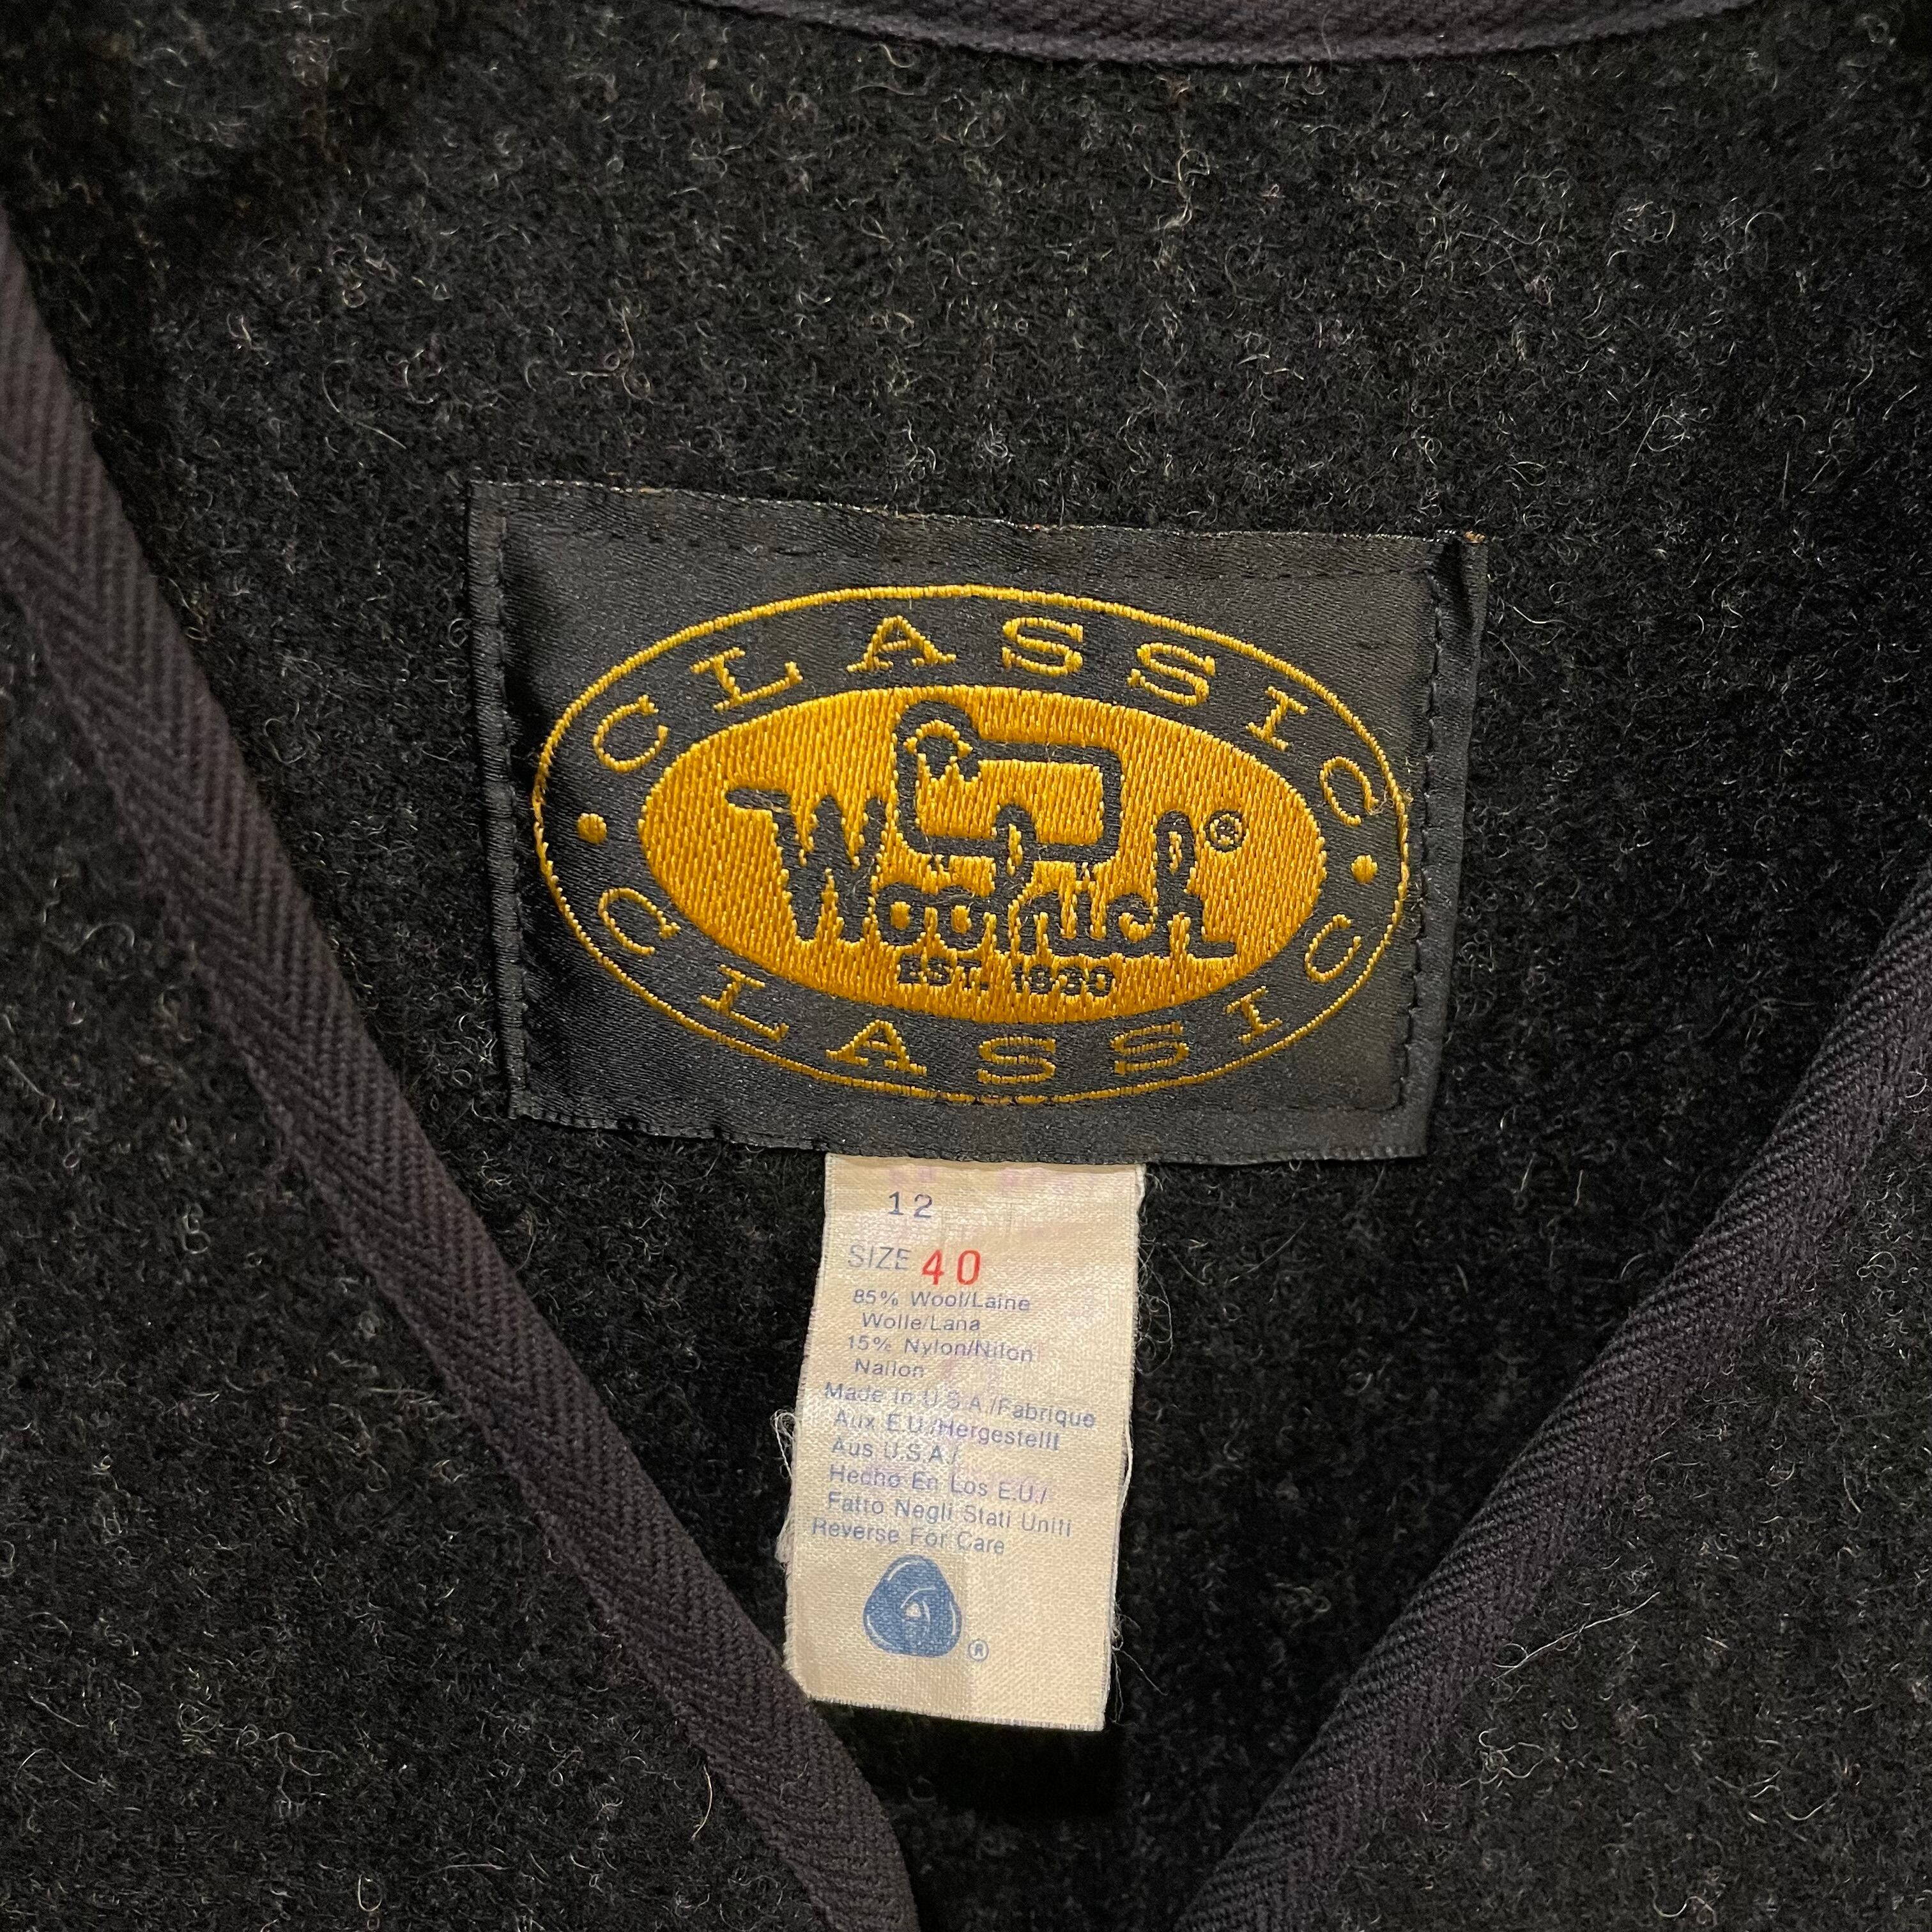 CLASSIC
Woolrich®
EST. 1830
CLASSIC
12
SIZE 40
85% Wool/Laine
Wolle/Lana
15% Nylon/Nilon
Nailon
Made in U.S.A./Fabrique
Aux E.U./Hergestellt
Aus U.S.A./
Hecho En Los E.U./
Fatto Negli Stati Uniti
Reverse For Care
®